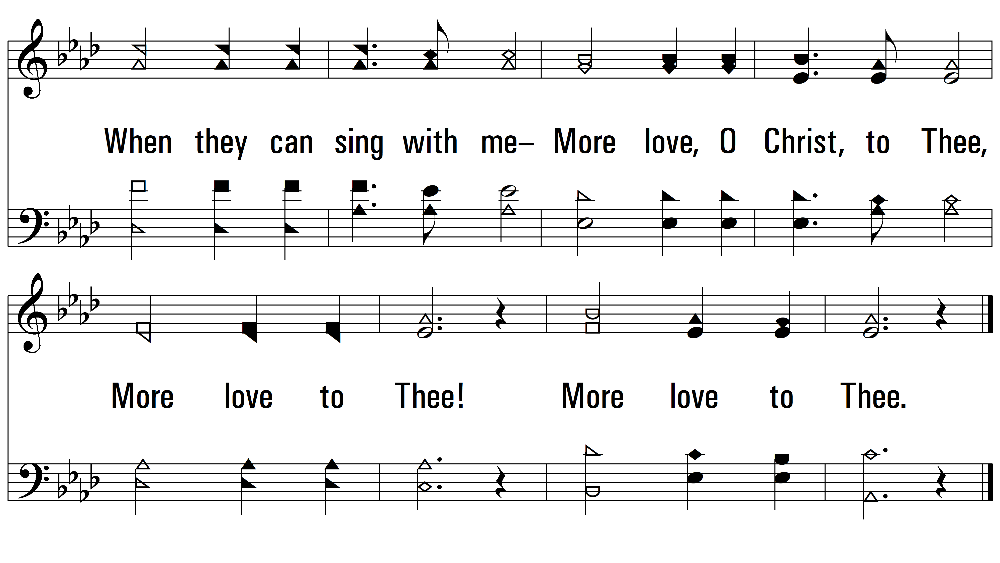 When they can sing with me– More love, O Christ, to Thee,
More love to Thee! More love to Thee.